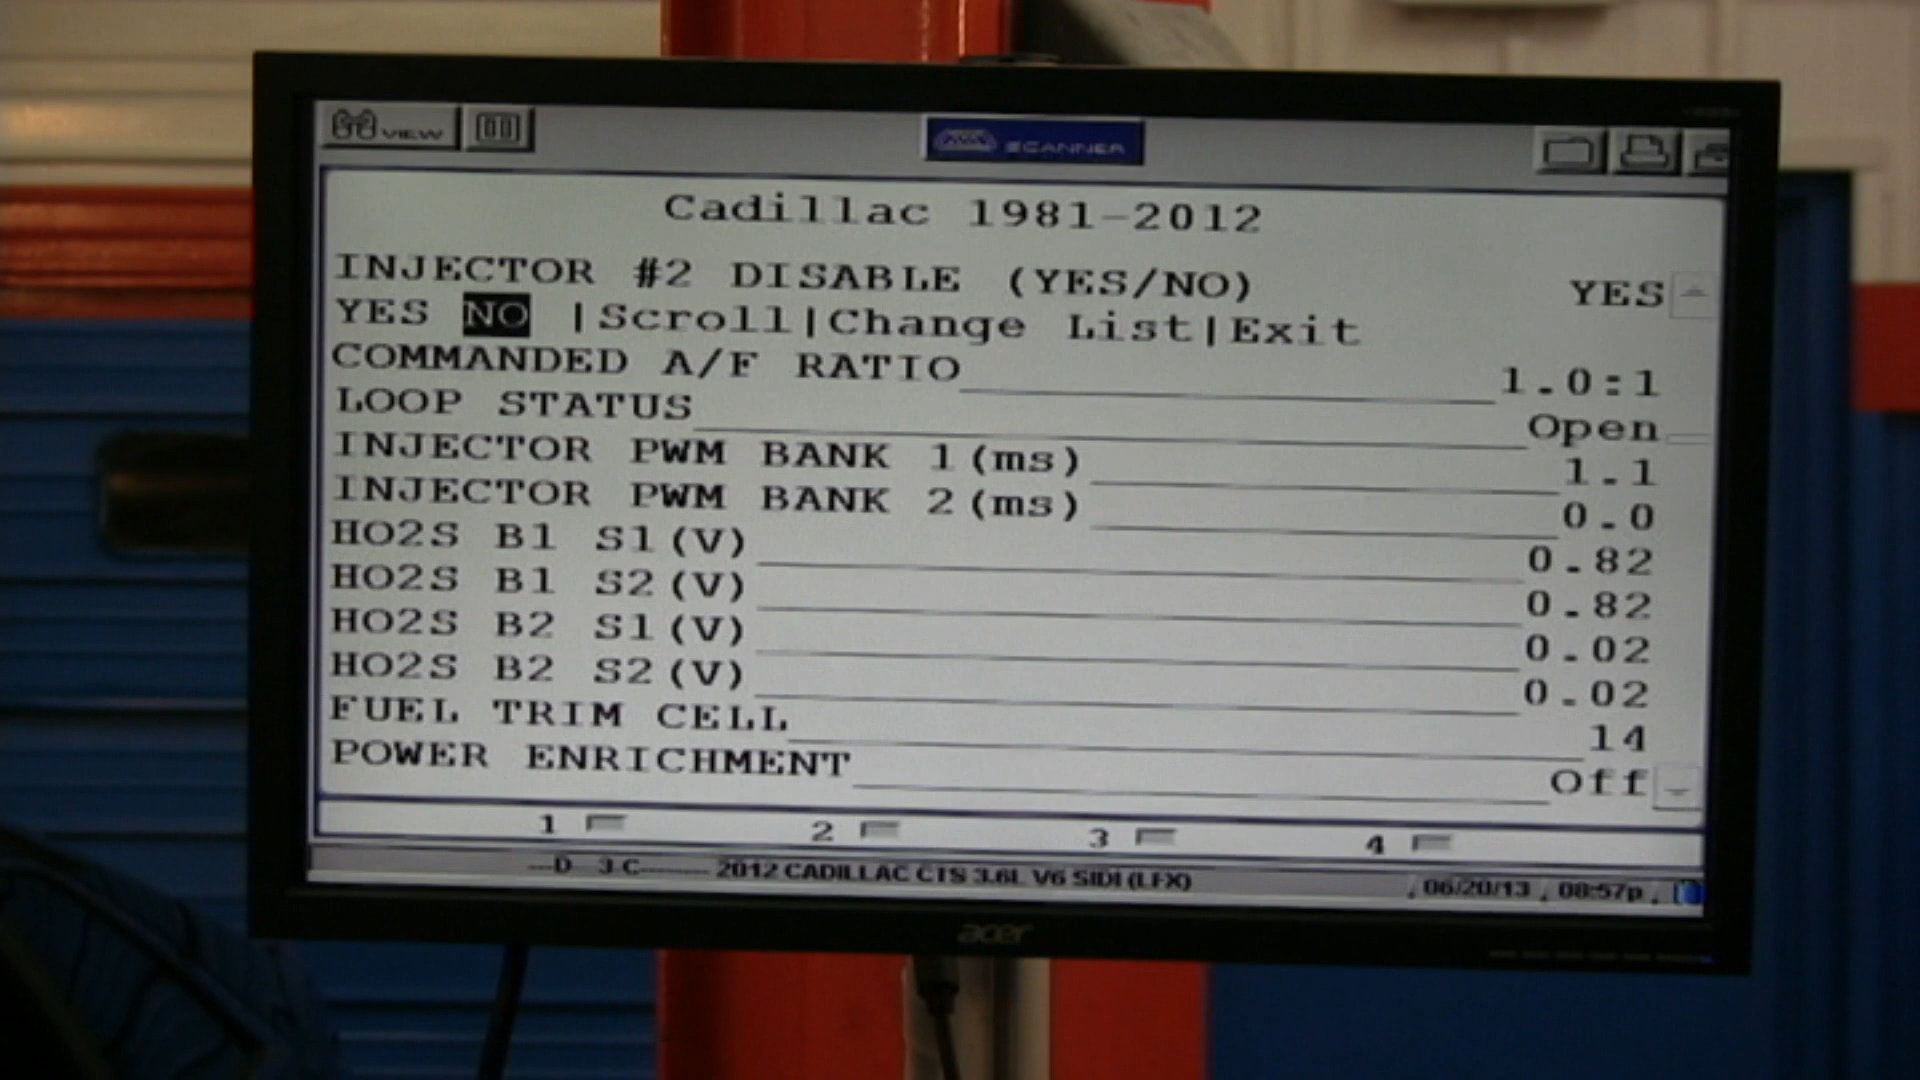 VIEW
SCANNER
Cadillac 1981-2012
INJECTOR #2 DISABLE (YES/NO) YES
YES NO |Scroll|Change List|Exit
COMMANDED A/F RATIO 1.0:1
LOOP STATUS Open
INJECTOR PWM BANK 1(ms) 1.1
INJECTOR PWM BANK 2(ms) 0.0
HO2S B1 S1(V) 0.82
HO2S B1 S2(V) 0.82
HO2S B2 S1(V) 0.02
HO2S B2 S2(V) 0.02
FUEL TRIM CELL 14
POWER ENRICHMENT Off
1 2 3 4
---D 3 C-------- 2012 CADILLAC CTS 3.6L V6 SIDI (LFX) , 06/20/13 , 08:57p ,
acer